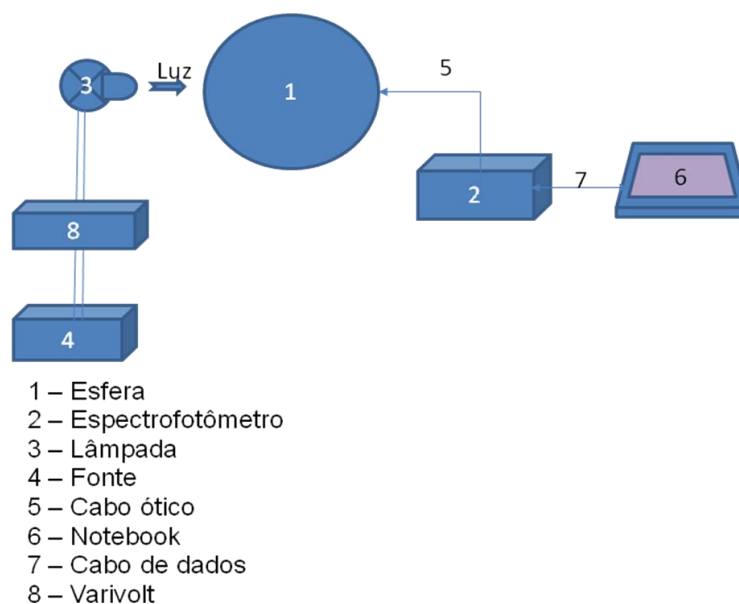 Luz
3
1
5
2
7
6
8
4
1 – Esfera
2 – Espectrofotômetro
3 – Lâmpada
4 – Fonte
5 – Cabo ótico
6 – Notebook
7 – Cabo de dados
8 – Varivolt